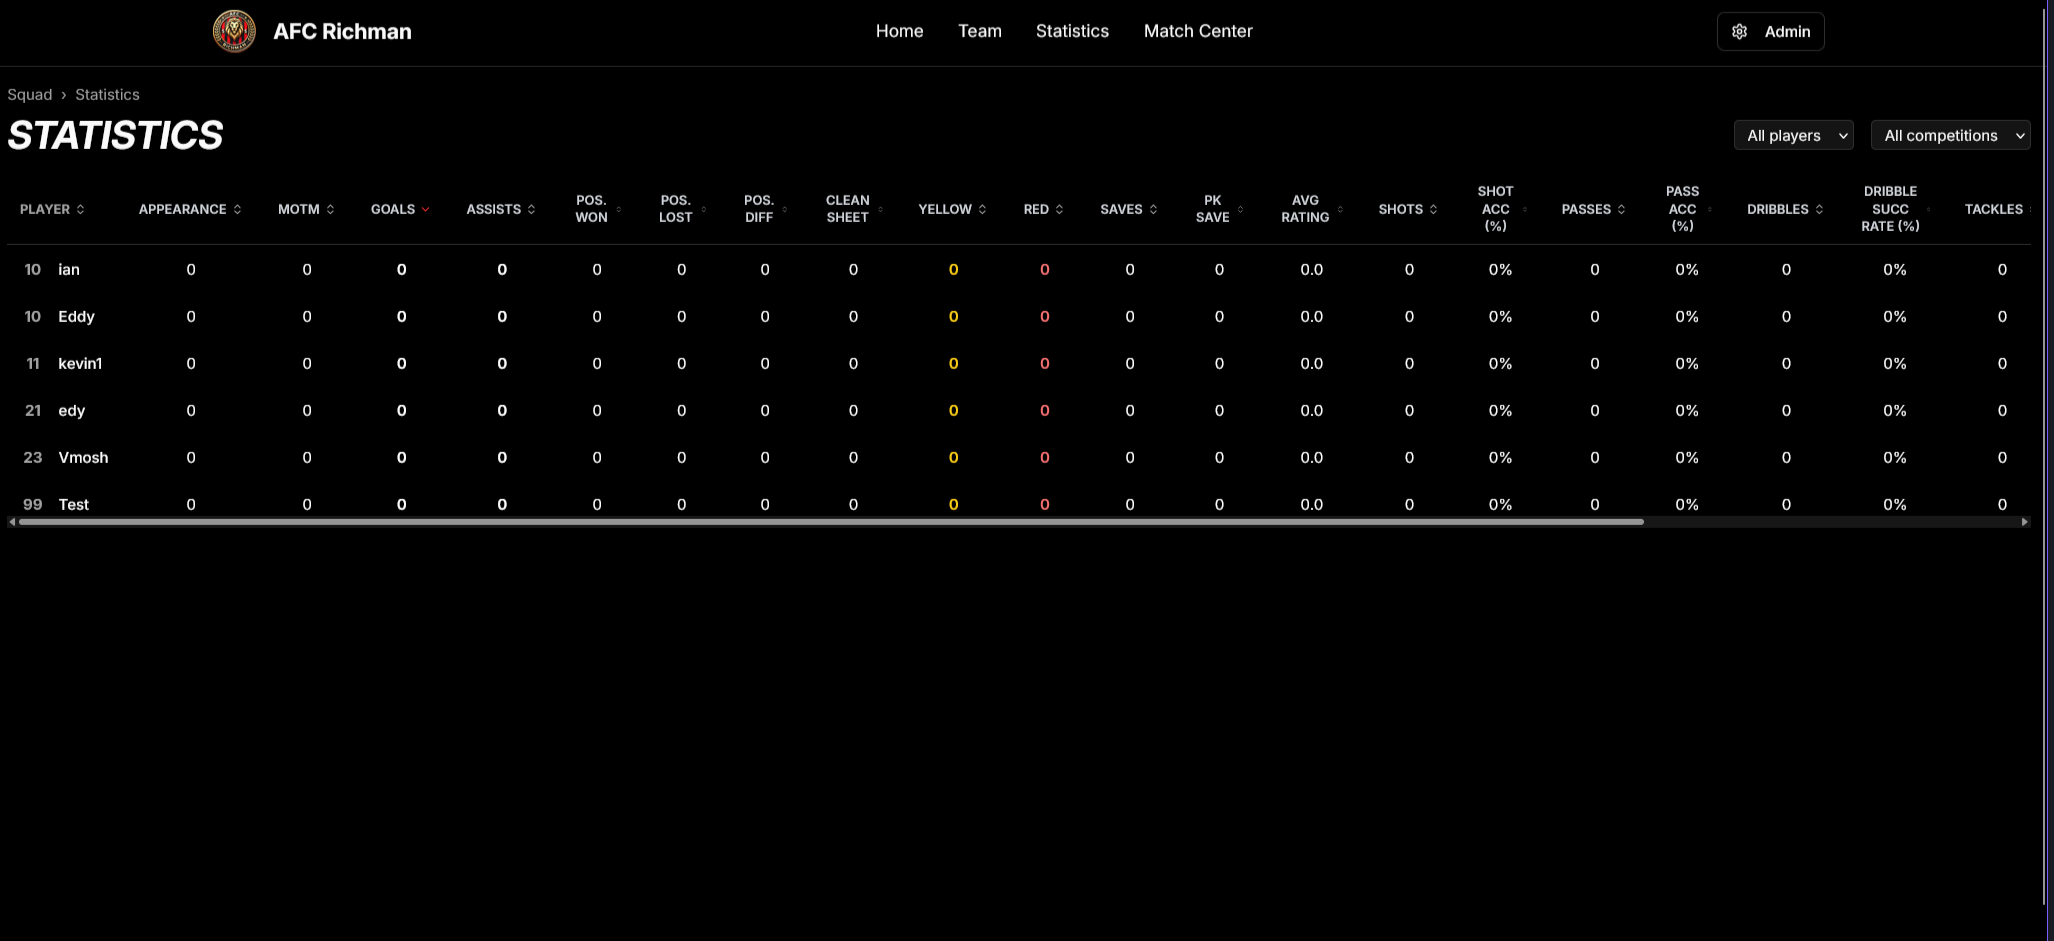 AFC Richman
Home Team Statistics Match Center
Admin
Squad › Statistics
STATISTICS
All players All competitions
PLAYER APPEARANCE MOTM GOALS ASSISTS POS. WON POS. LOST POS. DIFF CLEAN SHEET YELLOW RED SAVES PK SAVE AVG RATING SHOTS SHOT ACC (%) PASSES PASS ACC (%) DRIBBLES DRIBBLE SUCC RATE (%) TACKLES
10 ian 0 0 0 0 0 0 0 0 0 0 0 0 0.0 0 0% 0 0% 0 0% 0
10 Eddy 0 0 0 0 0 0 0 0 0 0 0 0 0.0 0 0% 0 0% 0 0% 0
11 kevin1 0 0 0 0 0 0 0 0 0 0 0 0 0.0 0 0% 0 0% 0 0% 0
21 edy 0 0 0 0 0 0 0 0 0 0 0 0 0.0 0 0% 0 0% 0 0% 0
23 Vmosh 0 0 0 0 0 0 0 0 0 0 0 0 0.0 0 0% 0 0% 0 0% 0
99 Test 0 0 0 0 0 0 0 0 0 0 0 0 0.0 0 0% 0 0% 0 0% 0